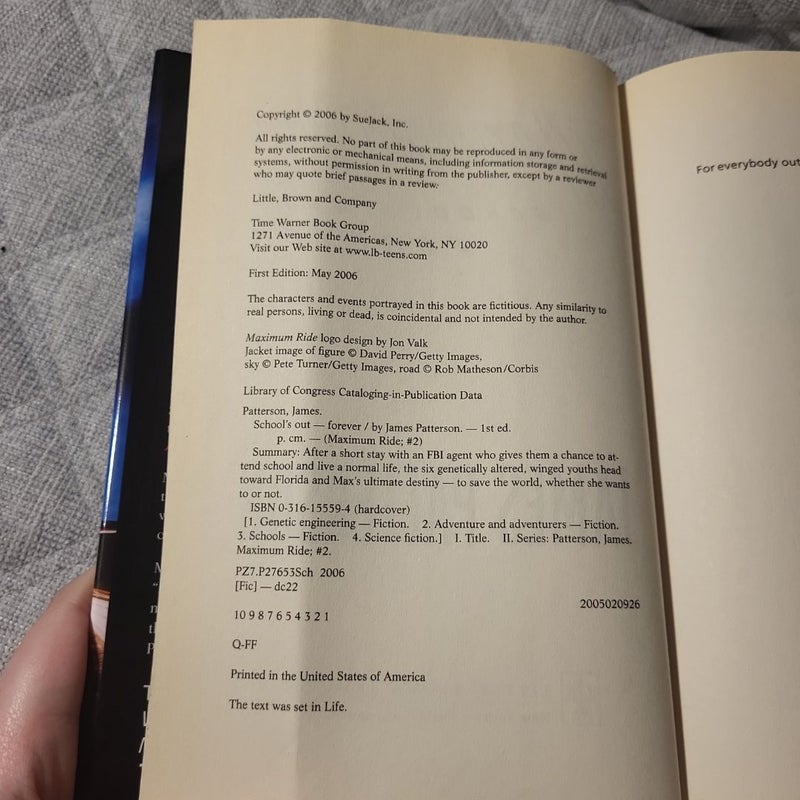 Copyright © 2006 by SueJack, Inc.
All rights reserved. No part of this book may be reproduced in any form or
by any electronic or mechanical means, including information storage and retrieval
systems, without permission in writing from the publisher, except by a reviewer
who may quote brief passages in a review.
Little, Brown and Company
Time Warner Book Group
1271 Avenue of the Americas, New York, NY 10020
Visit our Web site at www.lb-teens.com
First Edition: May 2006
The characters and events portrayed in this book are fictitious. Any similarity to
real persons, living or dead, is coincidental and not intended by the author.
Maximum Ride logo design by Jon Valk
Jacket image of figure © David Perry/Getty Images,
sky © Pete Turner/Getty Images, road © Rob Matheson/Corbis
Library of Congress Cataloging-in-Publication Data
Patterson, James.
School's out — forever / by James Patterson. — 1st ed.
p. cm. — (Maximum Ride; #2)
Summary: After a short stay with an FBI agent who gives them a chance to at-
tend school and live a normal life, the six genetically altered, winged youths head
toward Florida and Max's ultimate destiny — to save the world, whether she wants
to or not.
ISBN 0-316-15559-4 (hardcover)
[1. Genetic engineering — Fiction. 2. Adventure and adventurers — Fiction.
3. Schools — Fiction. 4. Science fiction.] I. Title. II. Series: Patterson, James.
Maximum Ride; #2.
PZ7.P27653Sch 2006
[Fic] — dc22
2005020926
10 9 8 7 6 5 4 3 2 1
Q-FF
Printed in the United States of America
The text was set in Life.
For everybody out